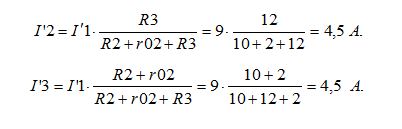 I'2 = I'1· R3 / (R2 + r02 + R3) = 9· 12 / (10 + 2 + 12) = 4,5 A.
I'3 = I'1· (R2 + r02) / (R2 + r02 + R3) = 9· (10 + 2) / (10 + 12 + 2) = 4,5 A.